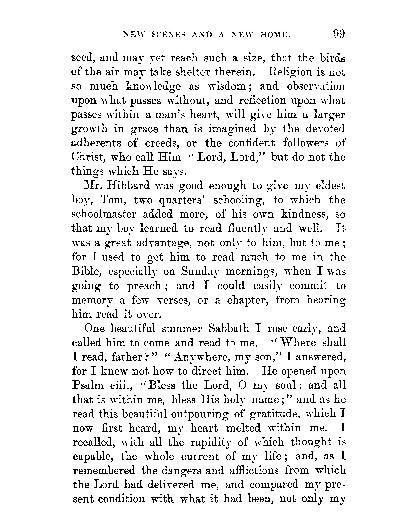 NEW SCENES AND A NEW HOME. 99
seed, and may yet reach such a size, that the birds
of the air may take shelter therein. Religion is not
so much knowledge as wisdom; and observation
upon what passes without, and reflection upon what
passes within a man's heart, will give him a larger
growth in grace than is imagined by the devoted
adherents of creeds, or the confident followers of
Christ, who call Him "Lord, Lord," but do not the
things which He says.
Mr. Hibbard was good enough to give my eldest
boy, Tom, two quarters' schooling, to which the
schoolmaster added more, of his own kindness, so
that my boy learned to read fluently and well. It
was a great advantage, not only to him, but to me;
for I used to get him to read much to me in the
Bible, especially on Sunday mornings, when I was
going to preach; and I could easily commit to
memory a few verses, or a chapter, from hearing
him read it over.
One beautiful summer Sabbath I rose early, and
called him to come and read to me. "Where shall
I read, father?" "Anywhere, my son," I answered,
for I knew not how to direct him. He opened upon
Psalm ciii., "Bless the Lord, O my soul: and all
that is within me, bless His holy name;" and as he
read this beautiful outpouring of gratitude, which I
now first heard, my heart melted within me. I
recalled, with all the rapidity of which thought is
capable, the whole current of my life; and, as I
remembered the dangers and afflictions from which
the Lord had delivered me, and compared my pre-
sent condition with what it had been, not only my